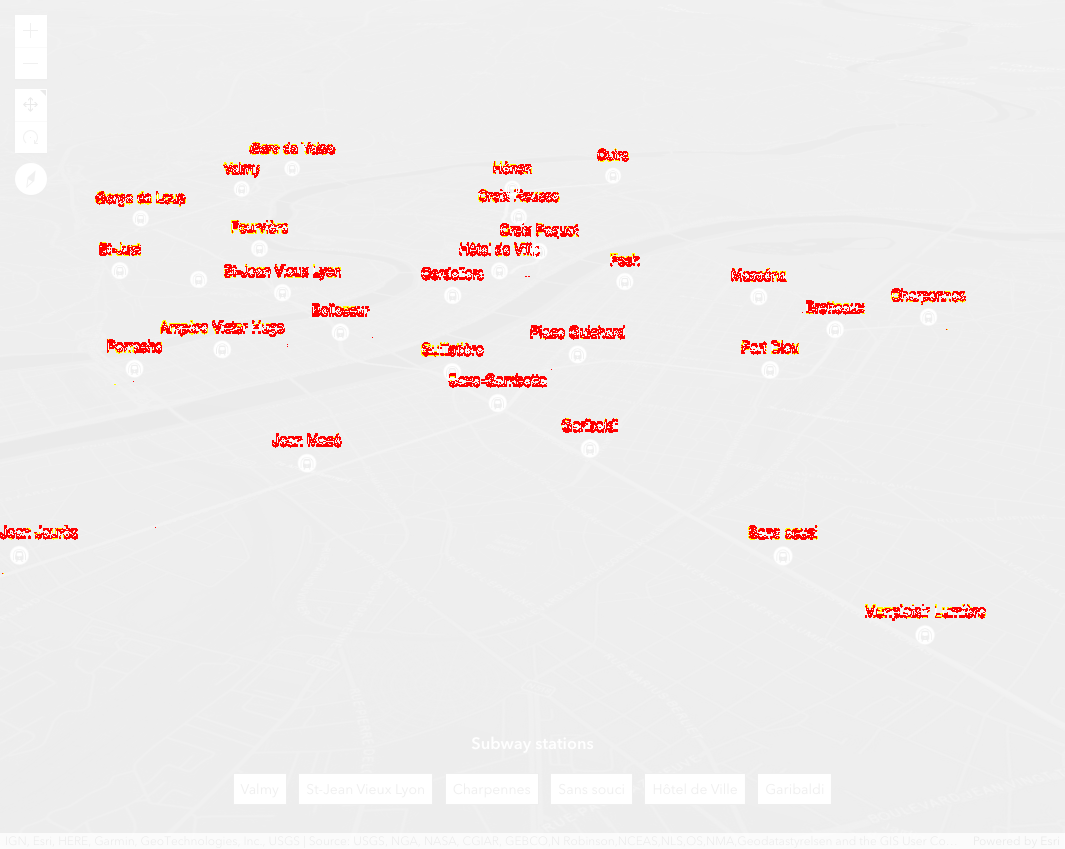 Gare de Vaise
Cuire
Valmy
Hénon
Gorge de Loup
Croix Rousse
Fourvière
Croix Paquet
St-Just
Hôtel de Ville
Foch
St-Jean Vieux Lyon
Cordeliers
Masséna
Charpennes
Bellecour
Brotteaux
Ampère Victor Hugo
Place Guichard
Perrache
Part Dieu
Saxe-Gambetta
Garibaldi
Jean Macé
Jean Jaurès
Sans souci
Monplaisir Lumière
Subway stations
Valmy
St-Jean Vieux Lyon
Charpennes
Sans souci
Hôtel de Ville
Garibaldi
IGN, Esri, HERE, Garmin, GeoTechnologies, Inc., USGS | Source: USGS, NGA, NASA, CGIAR, GEBCO,N Robinson,NCEAS,NLS,OS,NMA,Geodatastyrelsen and the GIS User Co...
Powered by Esri